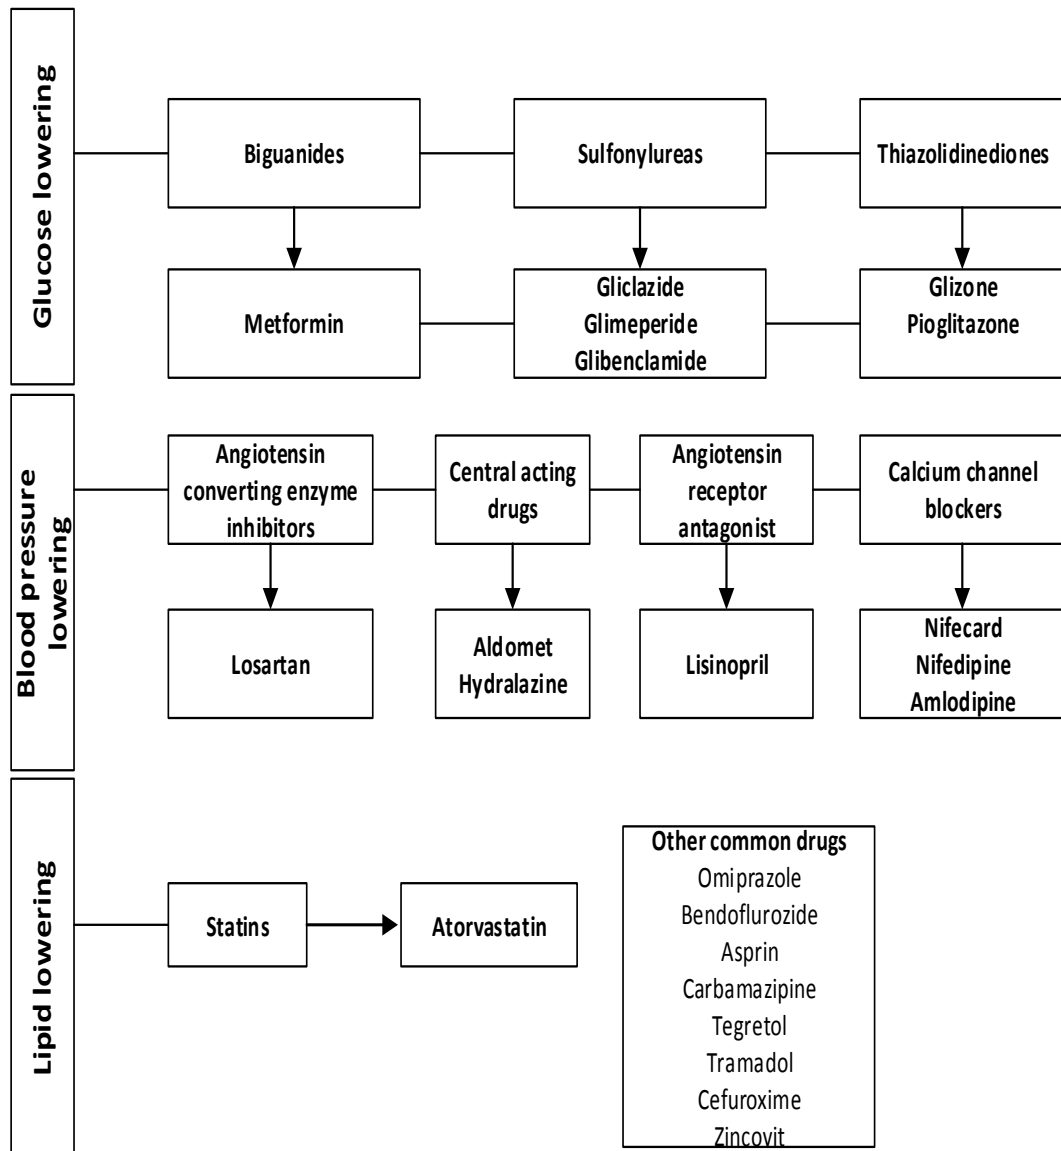 Glucose lowering
Biguanides
Sulfonylureas
Thiazolidinediones
Metformin
Gliclazide
Glimeperide
Glibenclamide
Glizone
Pioglitazone
Blood pressure
lowering
Angiotensin
converting enzyme
inhibitors
Central acting
drugs
Angiotensin
receptor
antagonist
Calcium channel
blockers
Losartan
Aldomet
Hydralazine
Lisinopril
Nifecard
Nifedipine
Amlodipine
Lipid lowering
Statins
Atorvastatin
Other common drugs
Omiprazole
Bendoflurozide
Asprin
Carbamazipine
Tegretol
Tramadol
Cefuroxime
Zincovit